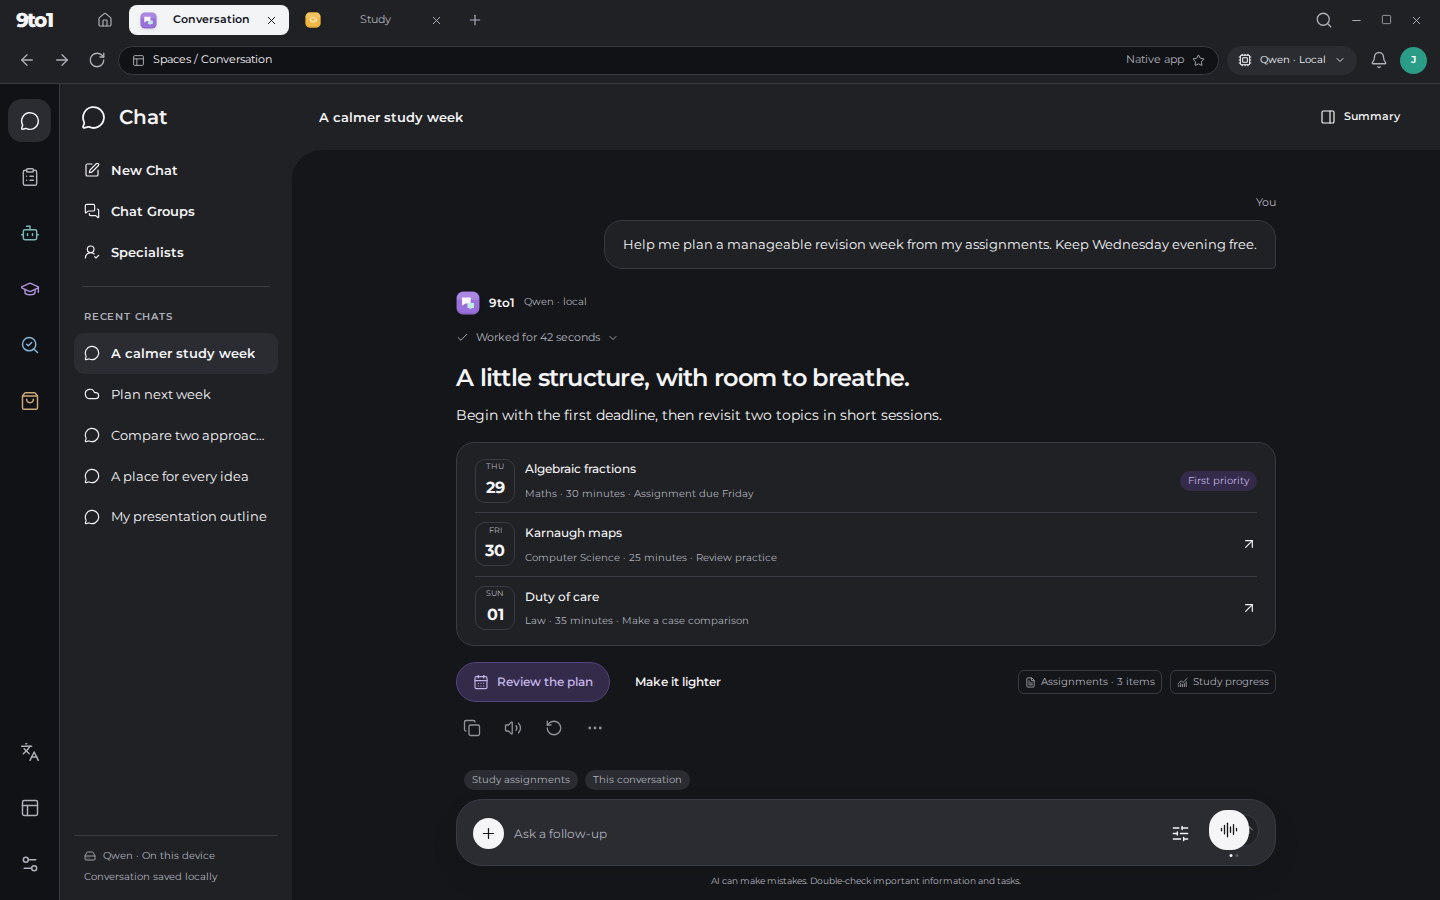 9to1
Conversation
Study
Spaces / Conversation
Native app
Qwen · Local
J
Chat
A calmer study week
Summary
New Chat
Chat Groups
Specialists
RECENT CHATS
A calmer study week
Plan next week
Compare two approac...
A place for every idea
My presentation outline
Qwen · On this device
Conversation saved locally
You
Help me plan a manageable revision week from my assignments. Keep Wednesday evening free.
9to1 Qwen · local
Worked for 42 seconds
A little structure, with room to breathe.
Begin with the first deadline, then revisit two topics in short sessions.
THU
29
Algebraic fractions
Maths · 30 minutes · Assignment due Friday
First priority
FRI
30
Karnaugh maps
Computer Science · 25 minutes · Review practice
SUN
01
Duty of care
Law · 35 minutes · Make a case comparison
Review the plan
Make it lighter
Assignments · 3 items
Study progress
Study assignments
This conversation
Ask a follow-up
AI can make mistakes. Double-check important information and tasks.